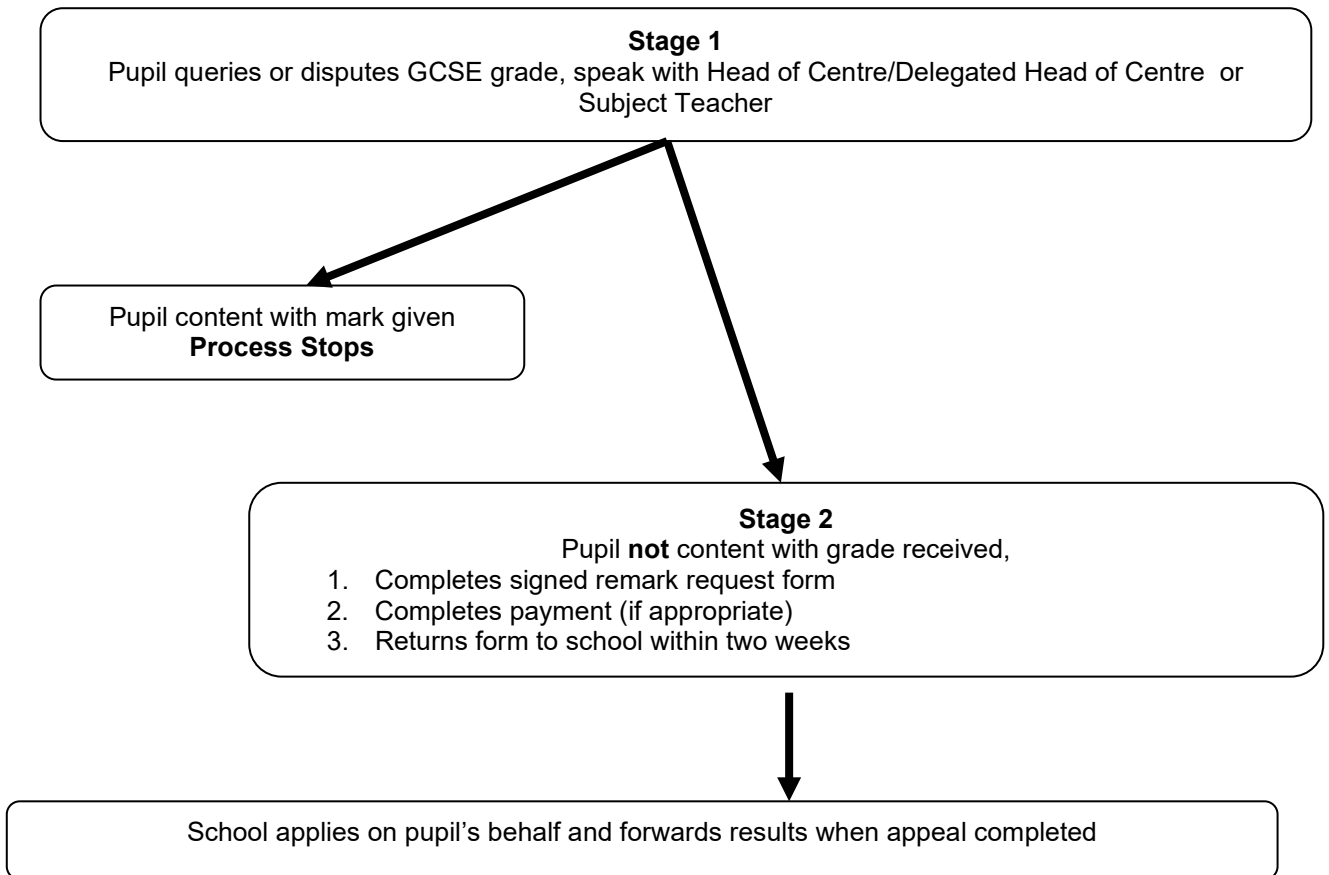 Stage 1
Pupil queries or disputes GCSE grade, speak with Head of Centre/Delegated Head of Centre or
Subject Teacher
Pupil content with mark given
Process Stops
Stage 2
Pupil not content with grade received,
1. Completes signed remark request form
2. Completes payment (if appropriate)
3. Returns form to school within two weeks
School applies on pupil’s behalf and forwards results when appeal completed